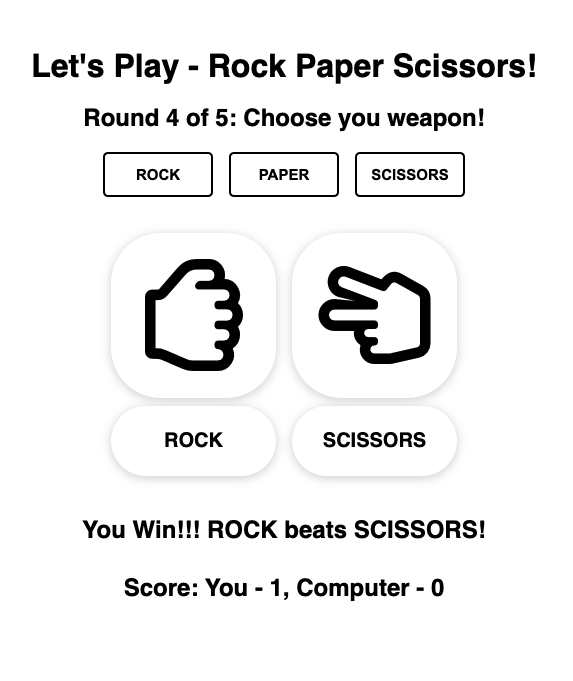 Let's Play - Rock Paper Scissors!
Round 4 of 5: Choose you weapon!
ROCK PAPER SCISSORS
ROCK SCISSORS
You Win!!! ROCK beats SCISSORS!
Score: You - 1, Computer - 0